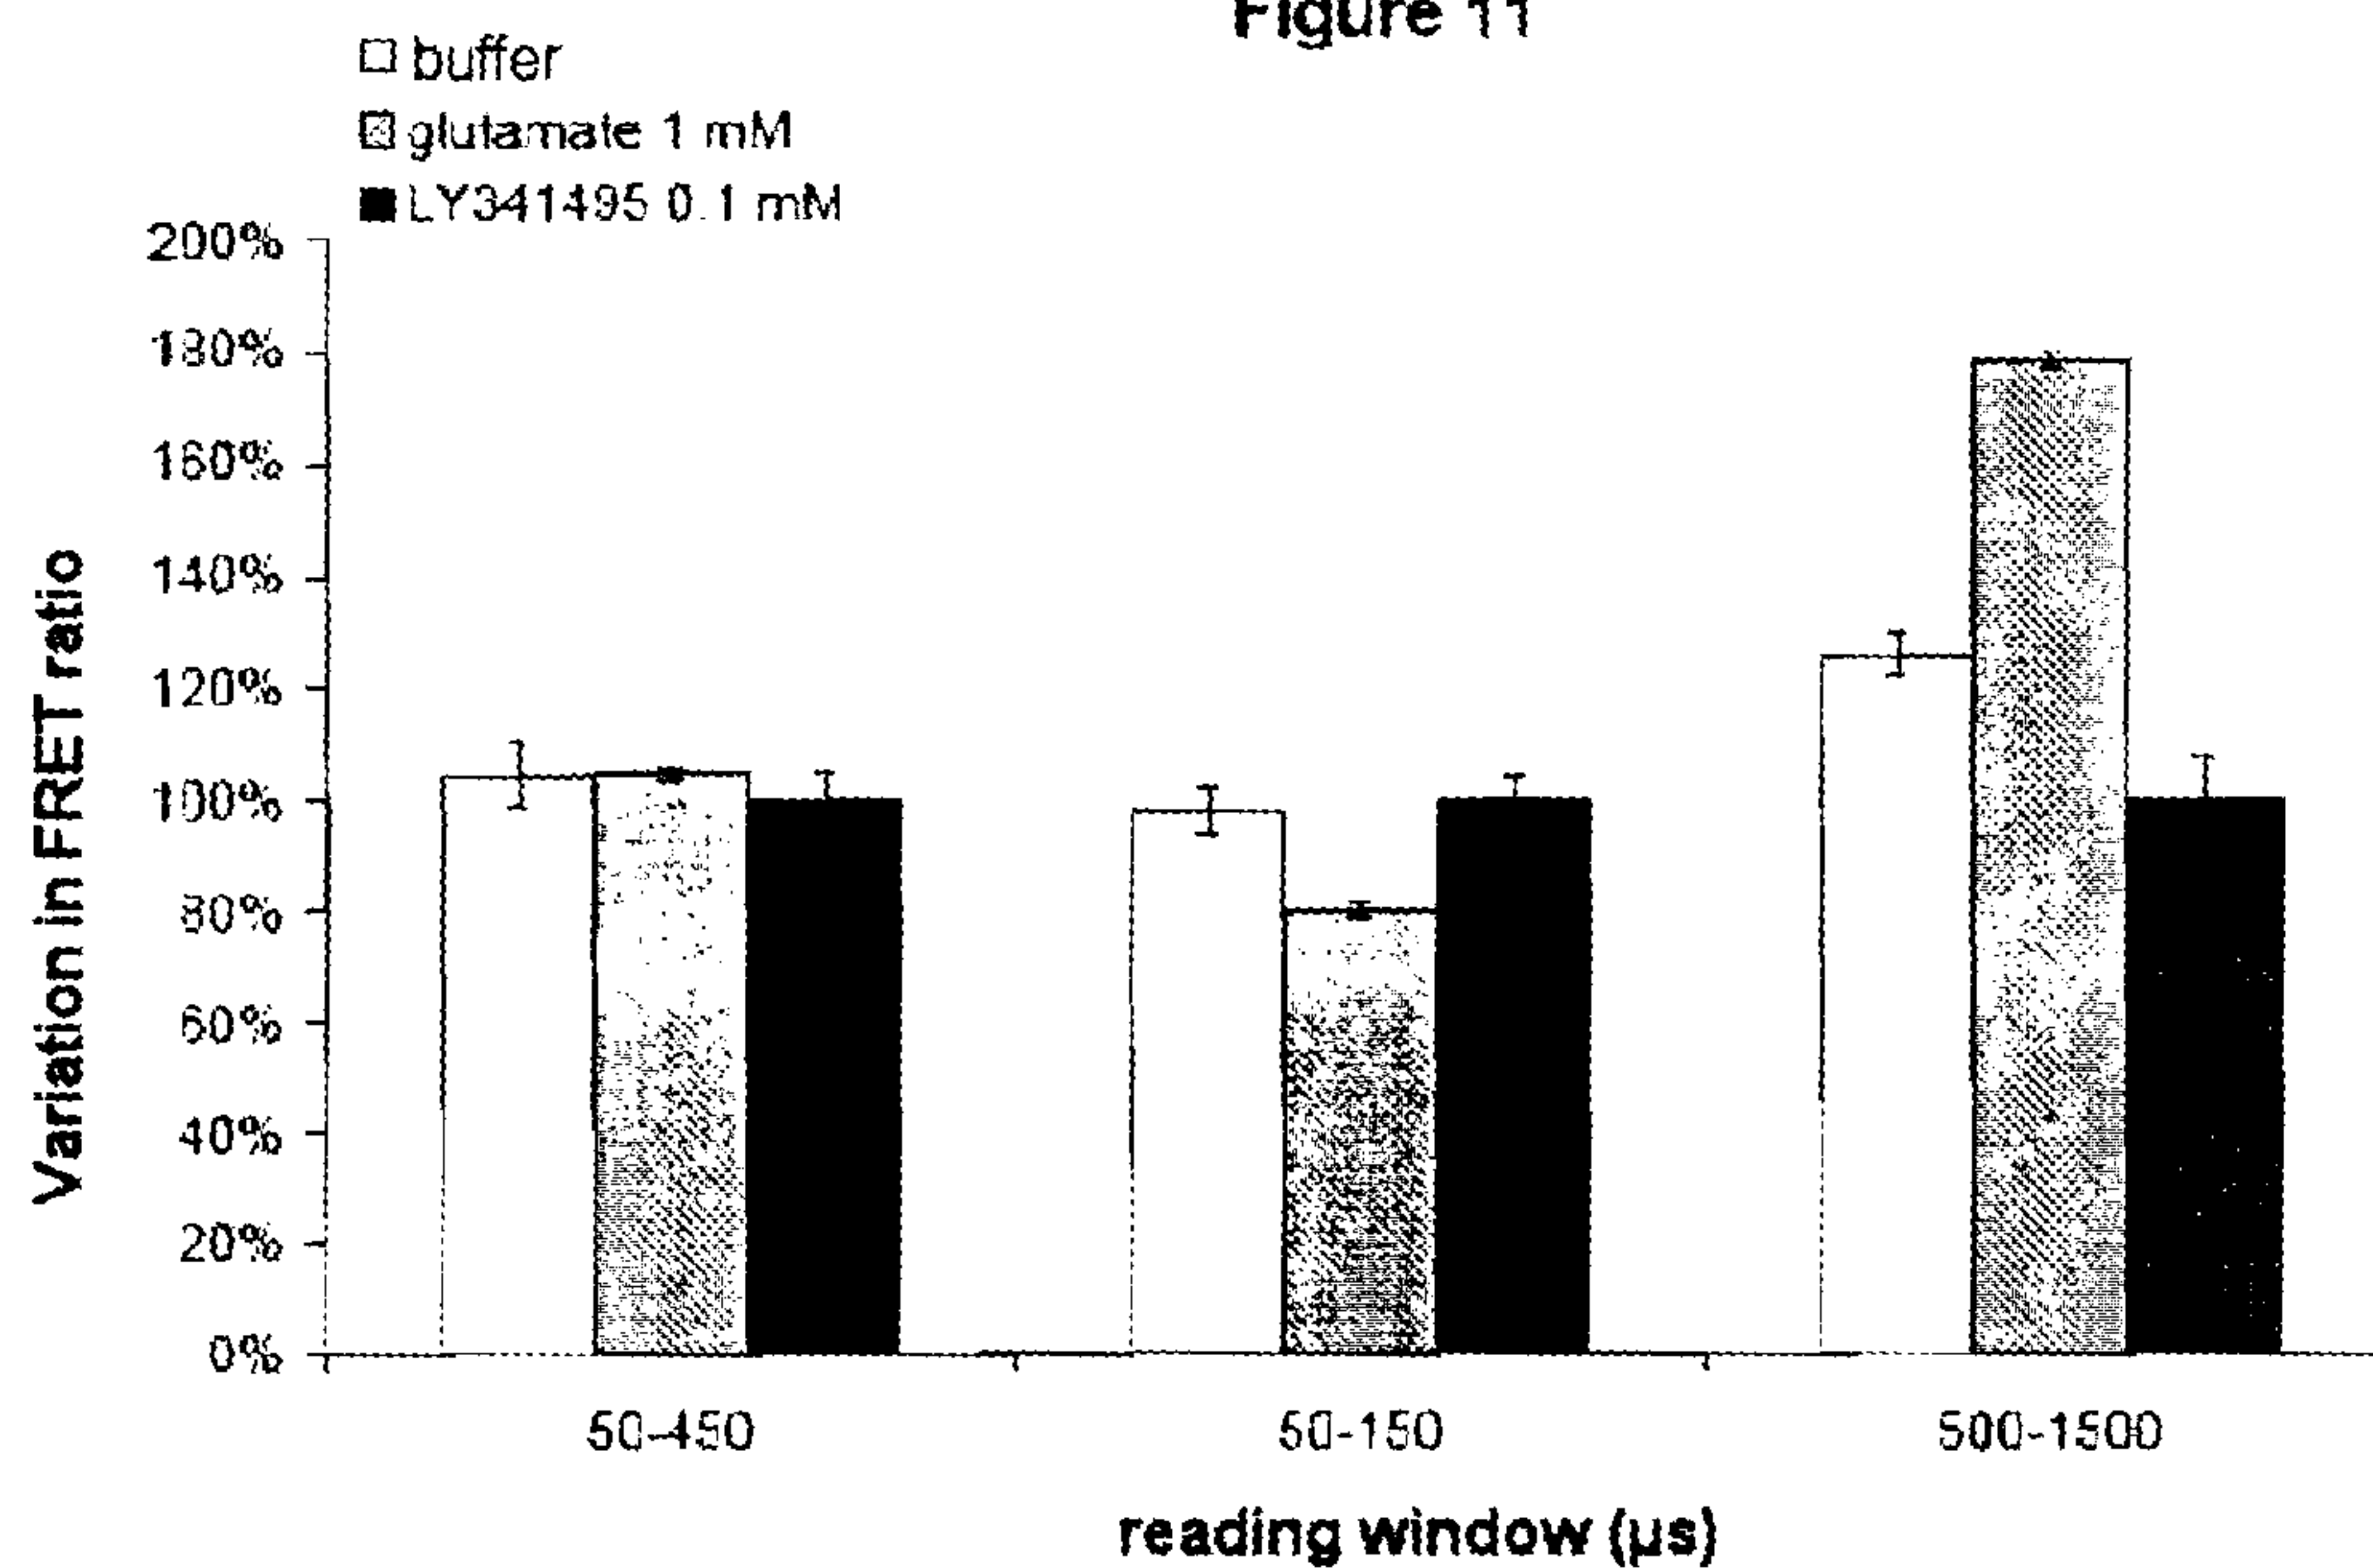 Figure 11
buffer
glutamate 1 mM
LY341495 0.1 mM
200%
180%
160%
140%
120%
100%
80%
60%
40%
20%
0%
Variation in FRET ratio
50-450
50-150
500-1500
reading window (µs)